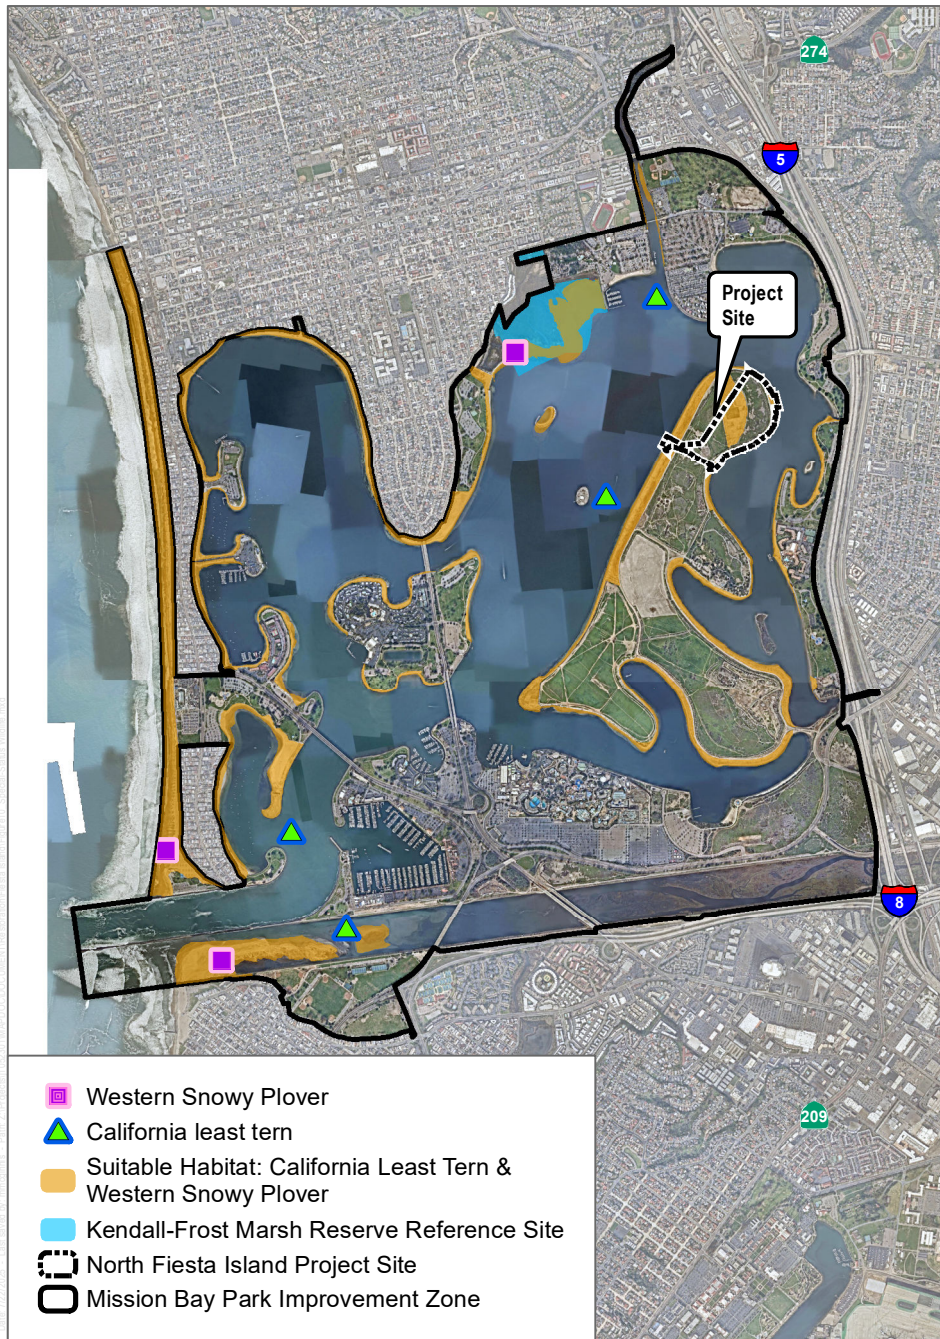 274
5
Project
Site
8
Western Snowy Plover
California least tern
Suitable Habitat: California Least Tern &
Western Snowy Plover
209
Kendall-Frost Marsh Reserve Reference Site
North Fiesta Island Project Site
Mission Bay Park Improvement Zone